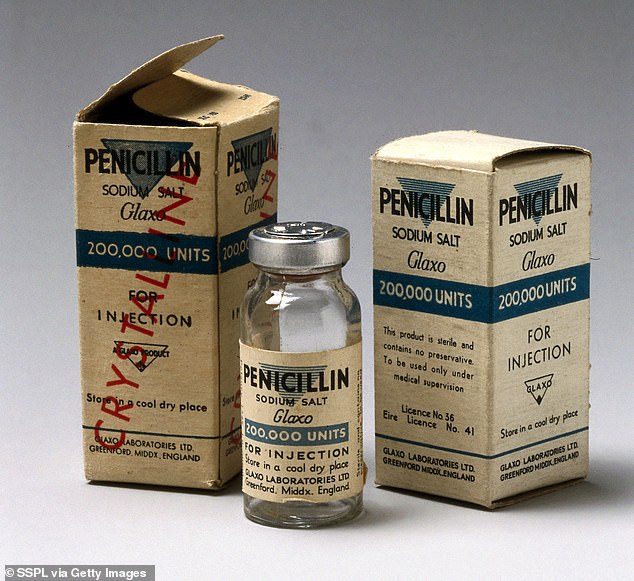 PENICILLIN
SODIUM SALT
Glaxo
200,000 UNITS
FOR
INJECTION
A GLAXO PRODUCT
Store in a cool dry place
GLAXO LABORATORIES LTD.
GREENFORD, MIDDX, ENGLAND
CRYSTALLINE
PENICILLIN
SODIUM SALT
Glaxo
200,000 UNITS
FOR INJECTION
Store in a cool dry place
GLAXO LABORATORIES LTD
Greenford, Middx, England
PENICILLIN
SODIUM SALT
Glaxo
200,000 UNITS
This product is sterile and
contains no preservative.
To be used only under
medical supervision
Licence No. 36
Eire Licence No. 41
GLAXO LABORATORIES LTD.
GREENFORD, MIDDX, ENGLAND
PENICILLIN
SODIUM SALT
Glaxo
200,000 UNITS
FOR
INJECTION
GLAXO
Store in a cool dry place
GLAXO LABORATORIES LTD.
GREENFORD, MIDDX, ENGLAND
© SSPL via Getty Images